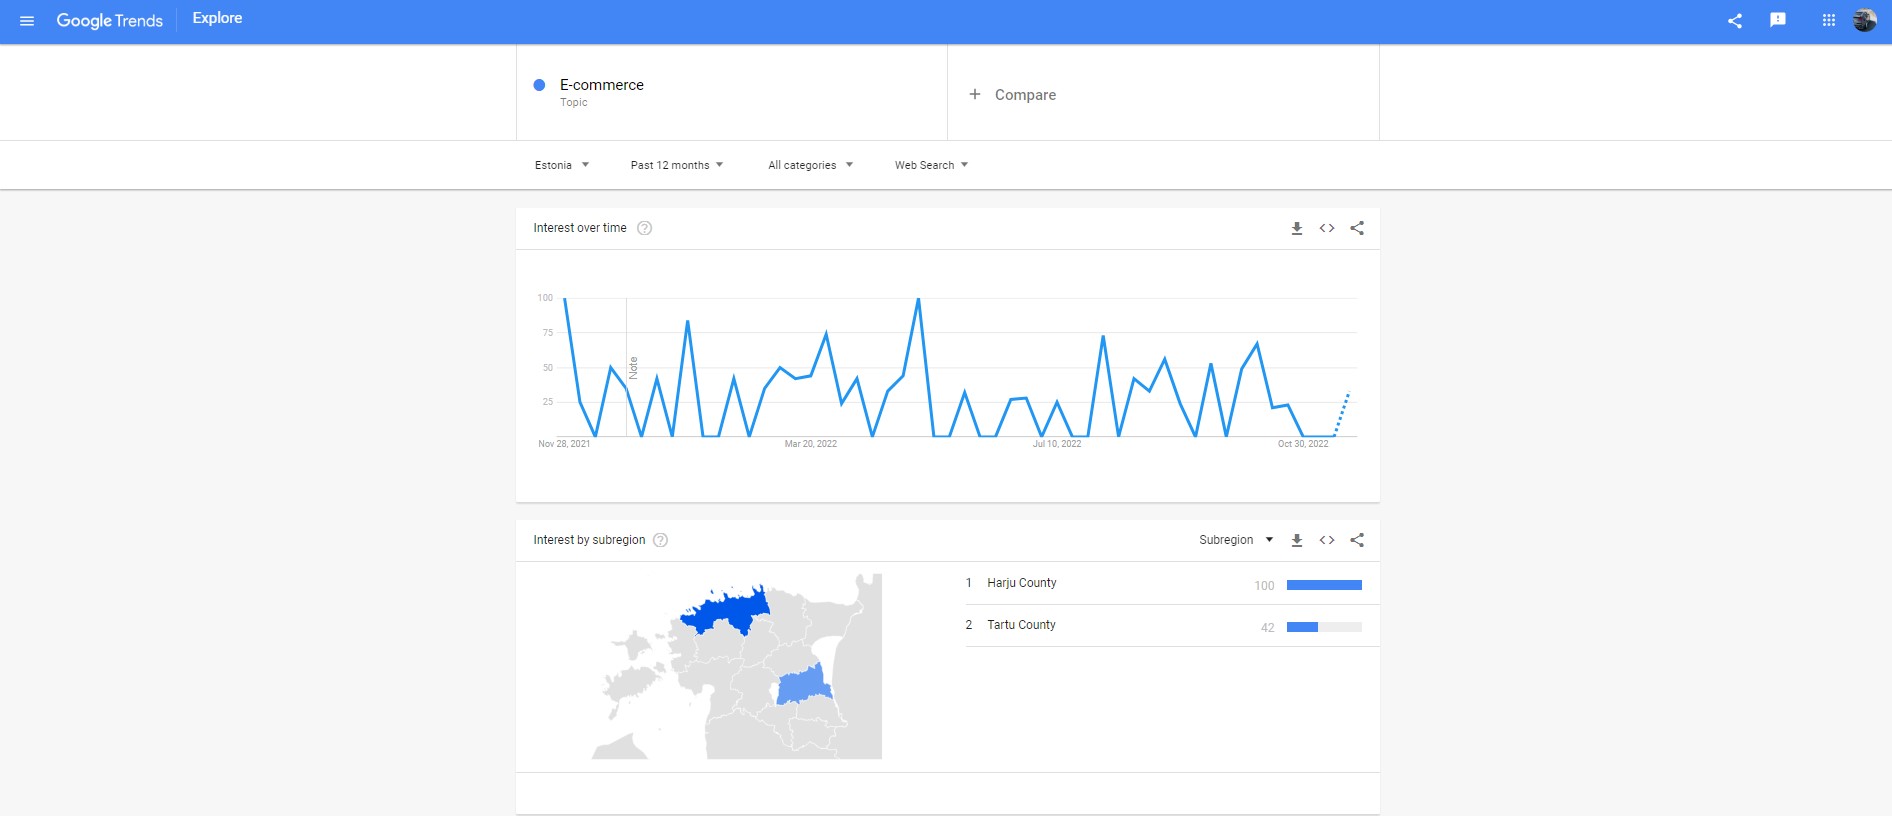 Google Trends Explore
E-commerce
Topic
+ Compare
Estonia Past 12 months All categories Web Search
Interest over time ?
100
75
50
25
Note
Nov 28, 2021 Mar 20, 2022 Jul 10, 2022 Oct 30, 2022
Interest by subregion ? Subregion
1 Harju County 100
2 Tartu County 42